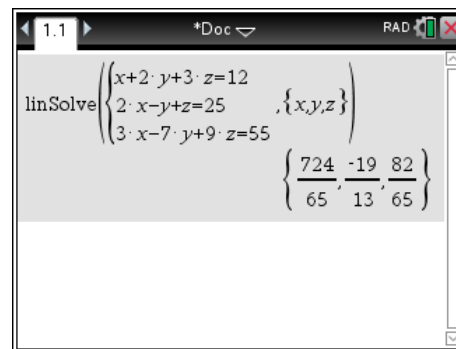 1.1 *Doc RAD
x+2·y+3·z=12
linSolve({2·x−y+z=25 ,{x,y,z})
3·x−7·y+9·z=55
{724/65, -19/13, 82/65}